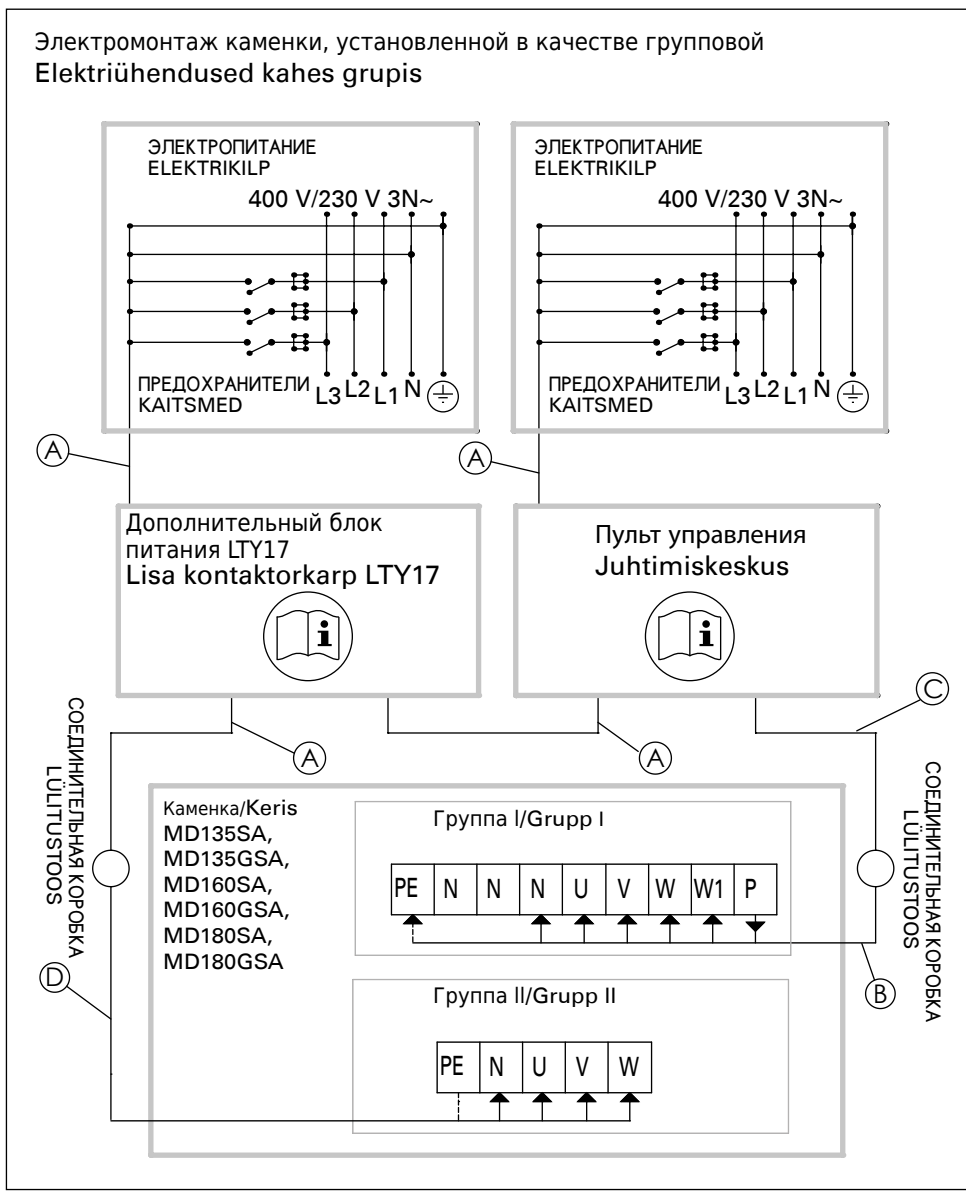 Электромонтаж каменки, установленной в качестве групповой
Elektriühendused kahes grupis
ЭЛЕКТРОПИТАНИЕ
ELEKTRIKILP
400 V/230 V 3N~
ПРЕДОХРАНИТЕЛИ
KAITSMED
L3 L2 L1 N
ЭЛЕКТРОПИТАНИЕ
ELEKTRIKILP
400 V/230 V 3N~
ПРЕДОХРАНИТЕЛИ
KAITSMED
L3 L2 L1 N
A
A
Дополнительный блок
питания LTY17
Lisa kontaktorkarp LTY17
i
Пульт управления
Juhtimiskeskus
i
A
A
C
СОЕДИНИТЕЛЬНАЯ КОРОБКА
LÜLITUSTOOS
Каменка/Keris
MD135SA,
MD135GSA,
MD160SA,
MD160GSA,
MD180SA,
MD180GSA
Группа I/Grupp I
PE N N N U V W W1 P
СОЕДИНИТЕЛЬНАЯ КОРОБКА
LÜLITUSTOOS
D
B
Группа II/Grupp II
PE N U V W